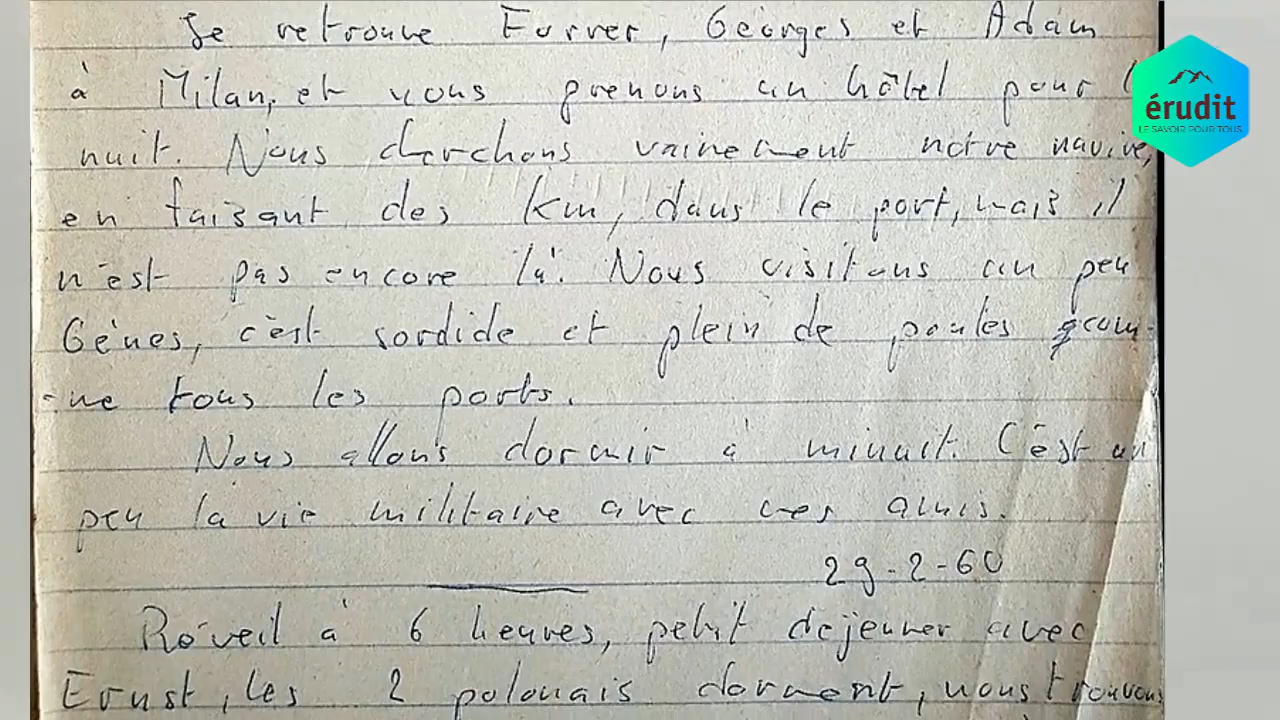 Je retrouve Furrer, Georges et Adam
à Milan, et nous prenons un hôtel pour
nuit. Nous cherchons vainement notre navire,
en faisant des km, dans le port, mais il
n'est pas encore là. Nous visitons un peu
Gênes, c'est sordide et plein de poules com-
-me tous les ports.
Nous allons dormir à minuit. C'est un
peu la vie militaire avec ces amis.
29-2-60
Réveil à 6 heures, petit déjeuner avec
Ernst, les 2 polonais dorment, nous trouvons
érudit
LE SAVOIR POUR TOUS